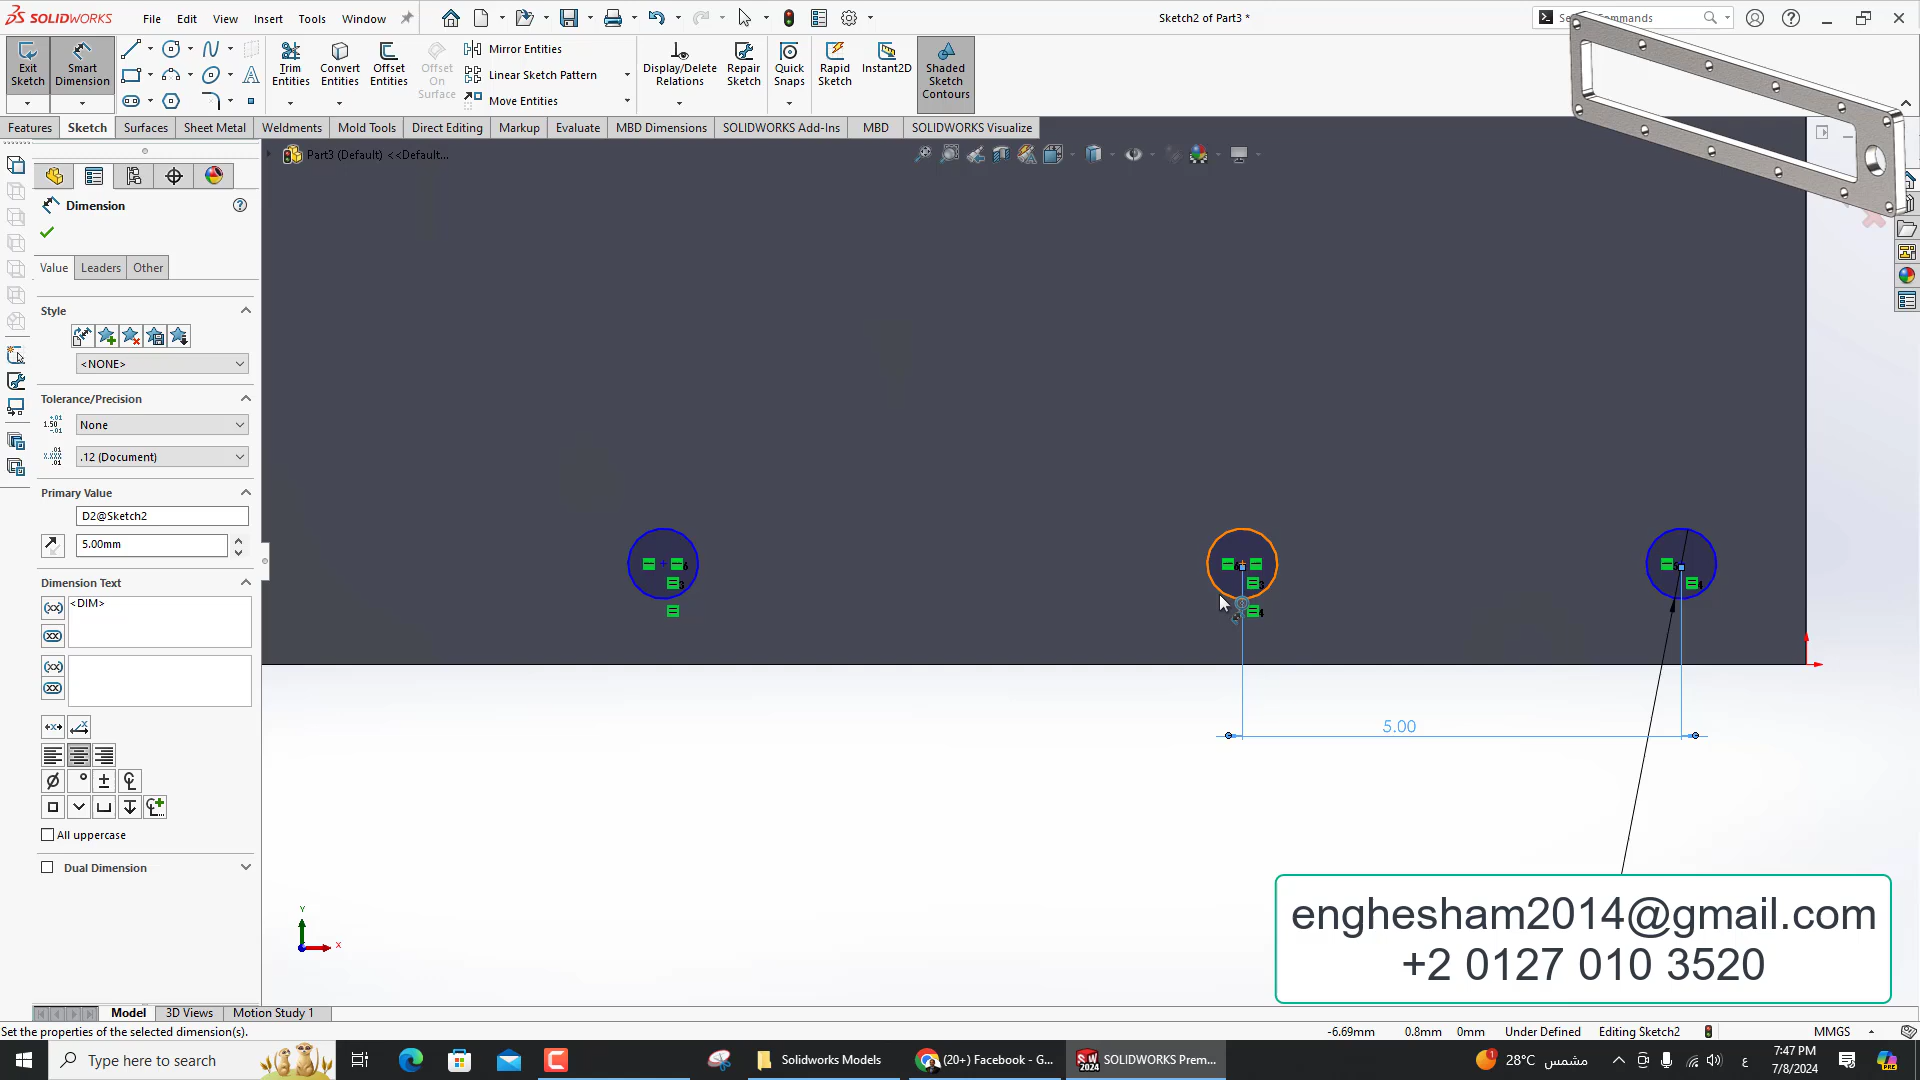 SOLIDWORKS
File
Edit
View
Insert
Tools
Window
Sketch2 of Part3 *
Commands
Exit Sketch
Smart Dimension
Trim Entities
Convert Entities
Offset Entities
Offset On Surface
Mirror Entities
Linear Sketch Pattern
Move Entities
Display/Delete Relations
Repair Sketch
Quick Snaps
Rapid Sketch
Instant2D
Shaded Sketch Contours
Features
Sketch
Surfaces
Sheet Metal
Weldments
Mold Tools
Direct Editing
Markup
Evaluate
MBD Dimensions
SOLIDWORKS Add-Ins
MBD
SOLIDWORKS Visualize
Part3 (Default) <<Default...
Dimension
Value
Leaders
Other
Style
<NONE>
Tolerance/Precision
None
.12 (Document)
Primary Value
D2@Sketch2
5.00mm
Dimension Text
<DIM>
All uppercase
Dual Dimension
5.00
Y
X
enghesham2014@gmail.com
+2 0127 010 3520
Model
3D Views
Motion Study 1
Set the properties of the selected dimension(s).
-6.69mm
0.8mm
0mm
Under Defined
Editing Sketch2
MMGS
Type here to search
Solidworks Models
(20+) Facebook - G...
SOLIDWORKS Prem...
28°C مشمس
ع
7:47 PM
7/8/2024